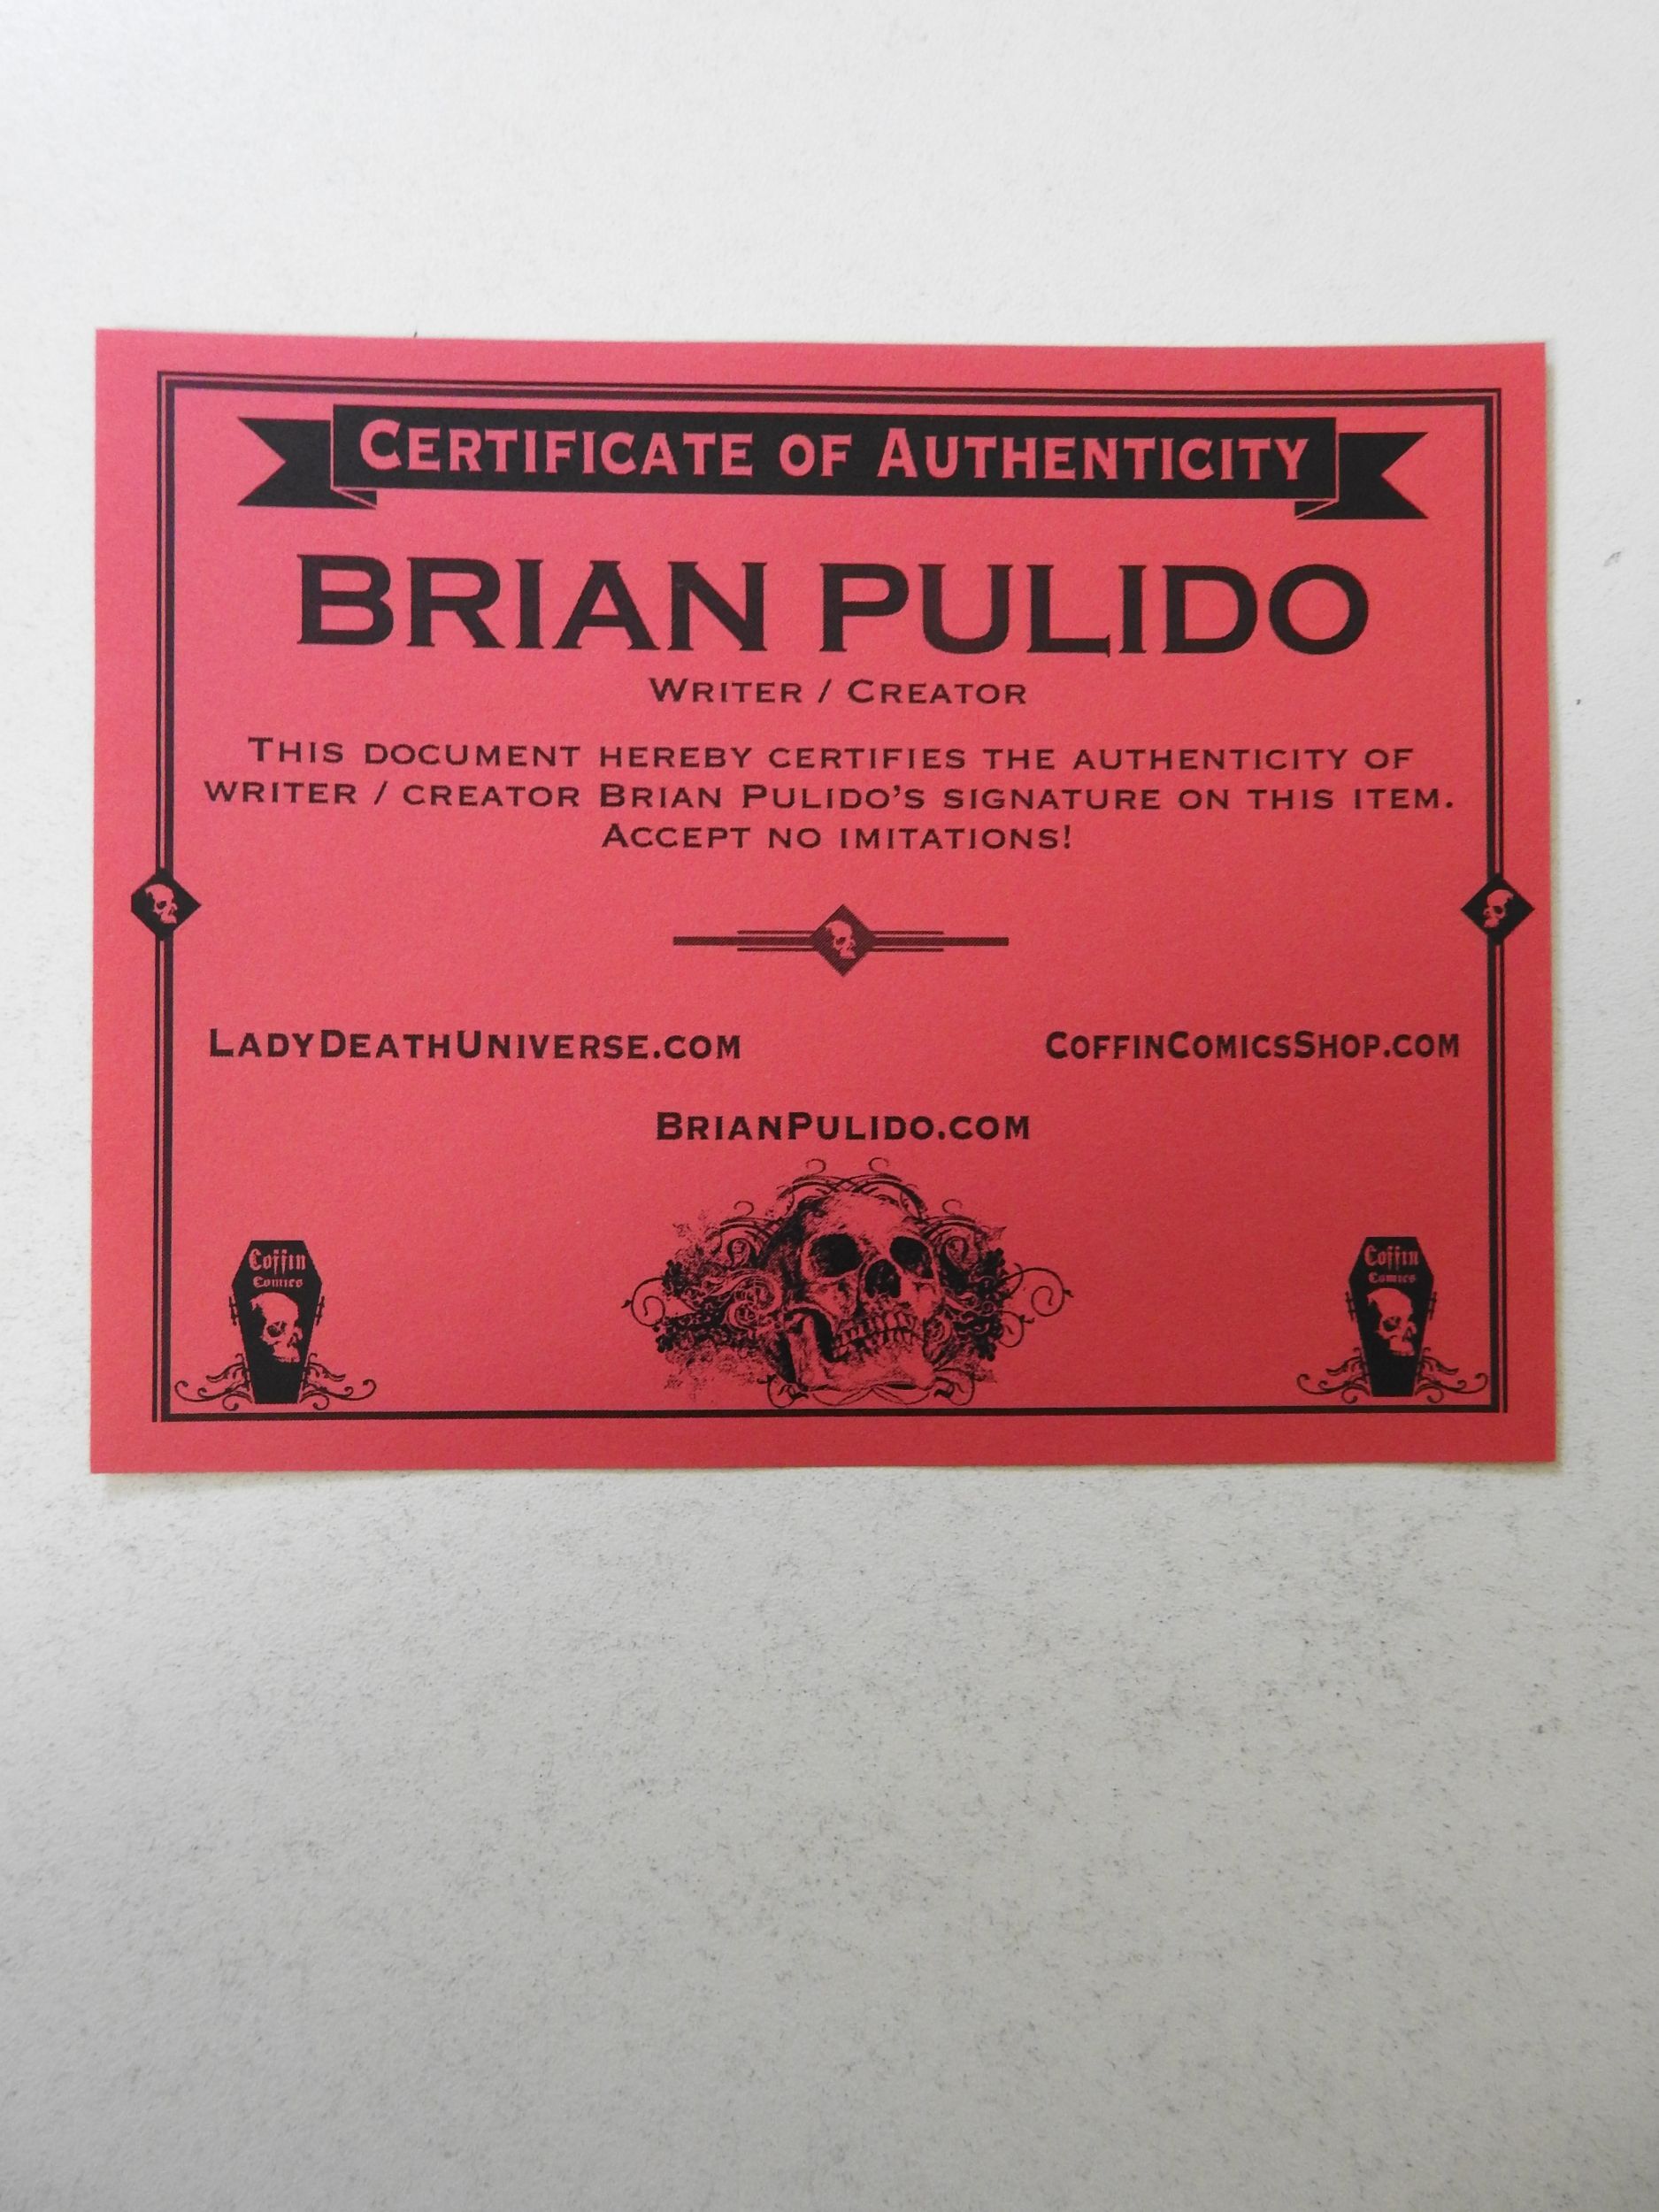 Certificate of Authenticity
BRIAN PULIDO
Writer / Creator
This document hereby certifies the authenticity of
writer / creator Brian Pulido's signature on this item.
Accept no imitations!
LadyDeathUniverse.com
CoffinComicsShop.com
BrianPulido.com
Coffin
Comics
Coffin
Comics